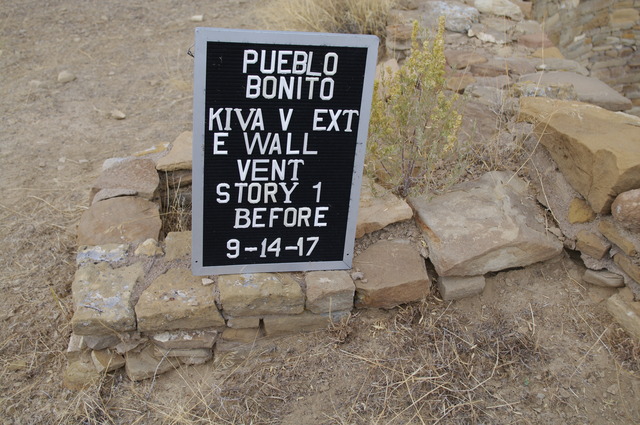 PUEBLO
BONITO
KIVA V EXT
E WALL
VENT
STORY 1
BEFORE
9-14-17